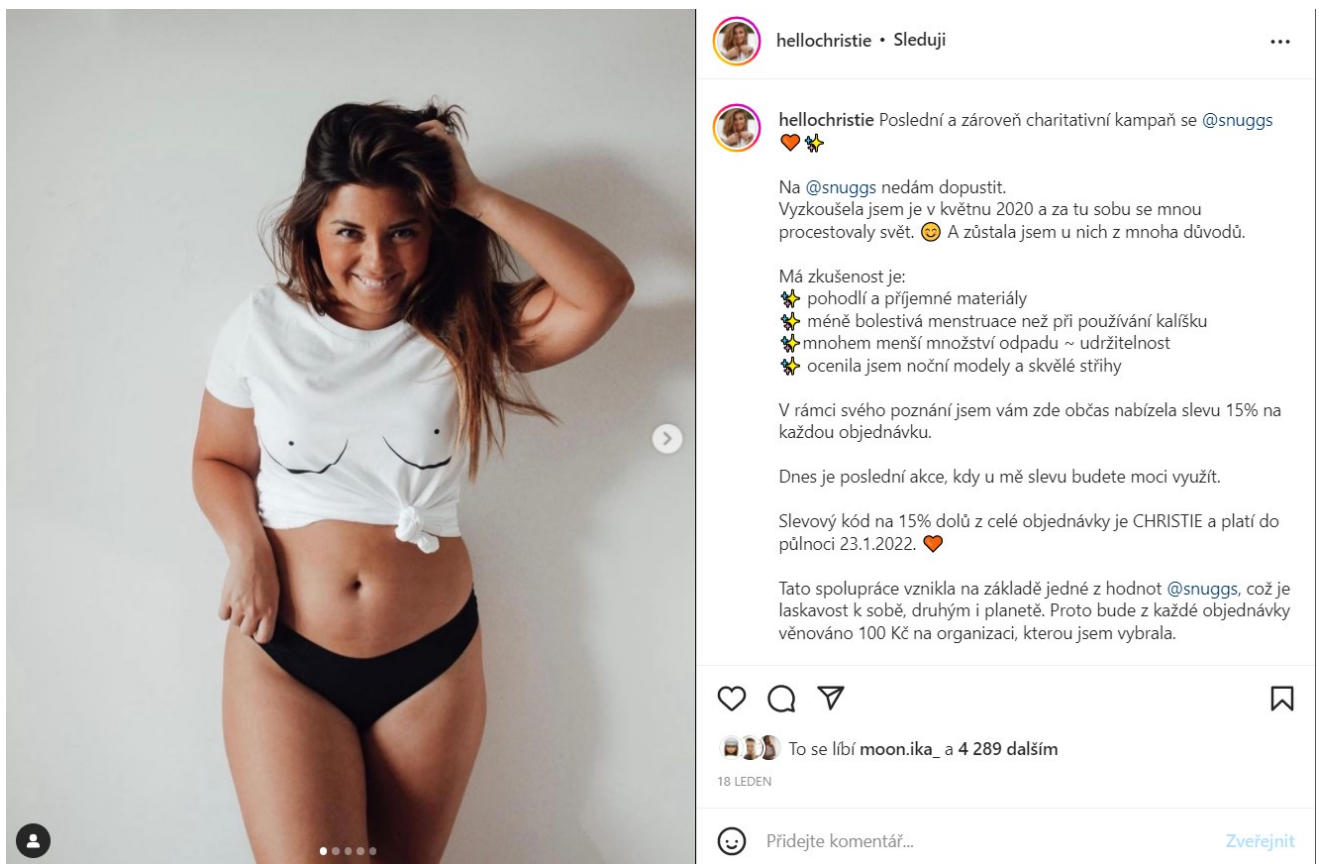 hellochristie • Sleduji
hellochristie Poslední a zároveň charitativní kampaň se @snuggs
🧡✨
Na @snuggs nedám dopustit.
Vyzkoušela jsem je v květnu 2020 a za tu sobu se mnou
procestovaly svět. 😊 A zůstala jsem u nich z mnoha důvodů.
Má zkušenost je:
✨ pohodlí a příjemné materiály
✨ méně bolestivá menstruace než při používání kalíšku
✨mnohem menší množství odpadu ~ udržitelnost
✨ ocenila jsem noční modely a skvělé střihy
V rámci svého poznání jsem vám zde občas nabízela slevu 15% na
každou objednávku.
Dnes je poslední akce, kdy u mě slevu budete moci využít.
Slevový kód na 15% dolů z celé objednávky je CHRISTIE a platí do
půlnoci 23.1.2022. 🧡
Tato spolupráce vznikla na základě jedné z hodnot @snuggs, což je
laskavost k sobě, druhým i planetě. Proto bude z každé objednávky
věnováno 100 Kč na organizaci, kterou jsem vybrala.
To se líbí moon.ika_ a 4 289 dalším
18 LEDEN
Přidejte komentář...
Zveřejnit